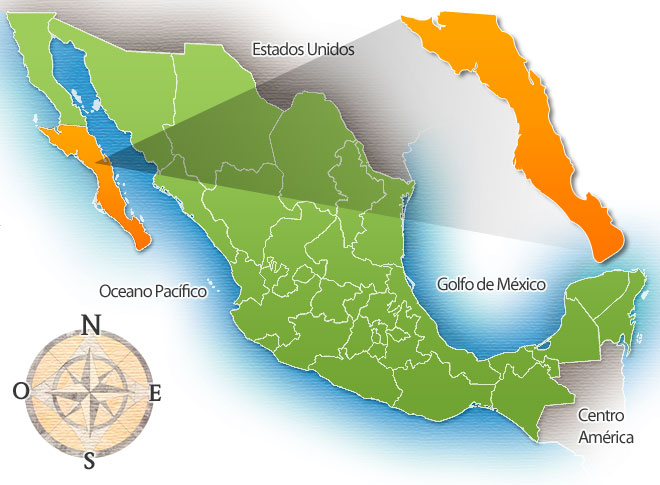 Estados Unidos
Golfo de México
Oceano Pacífico
N
O
E
S
Centro
América